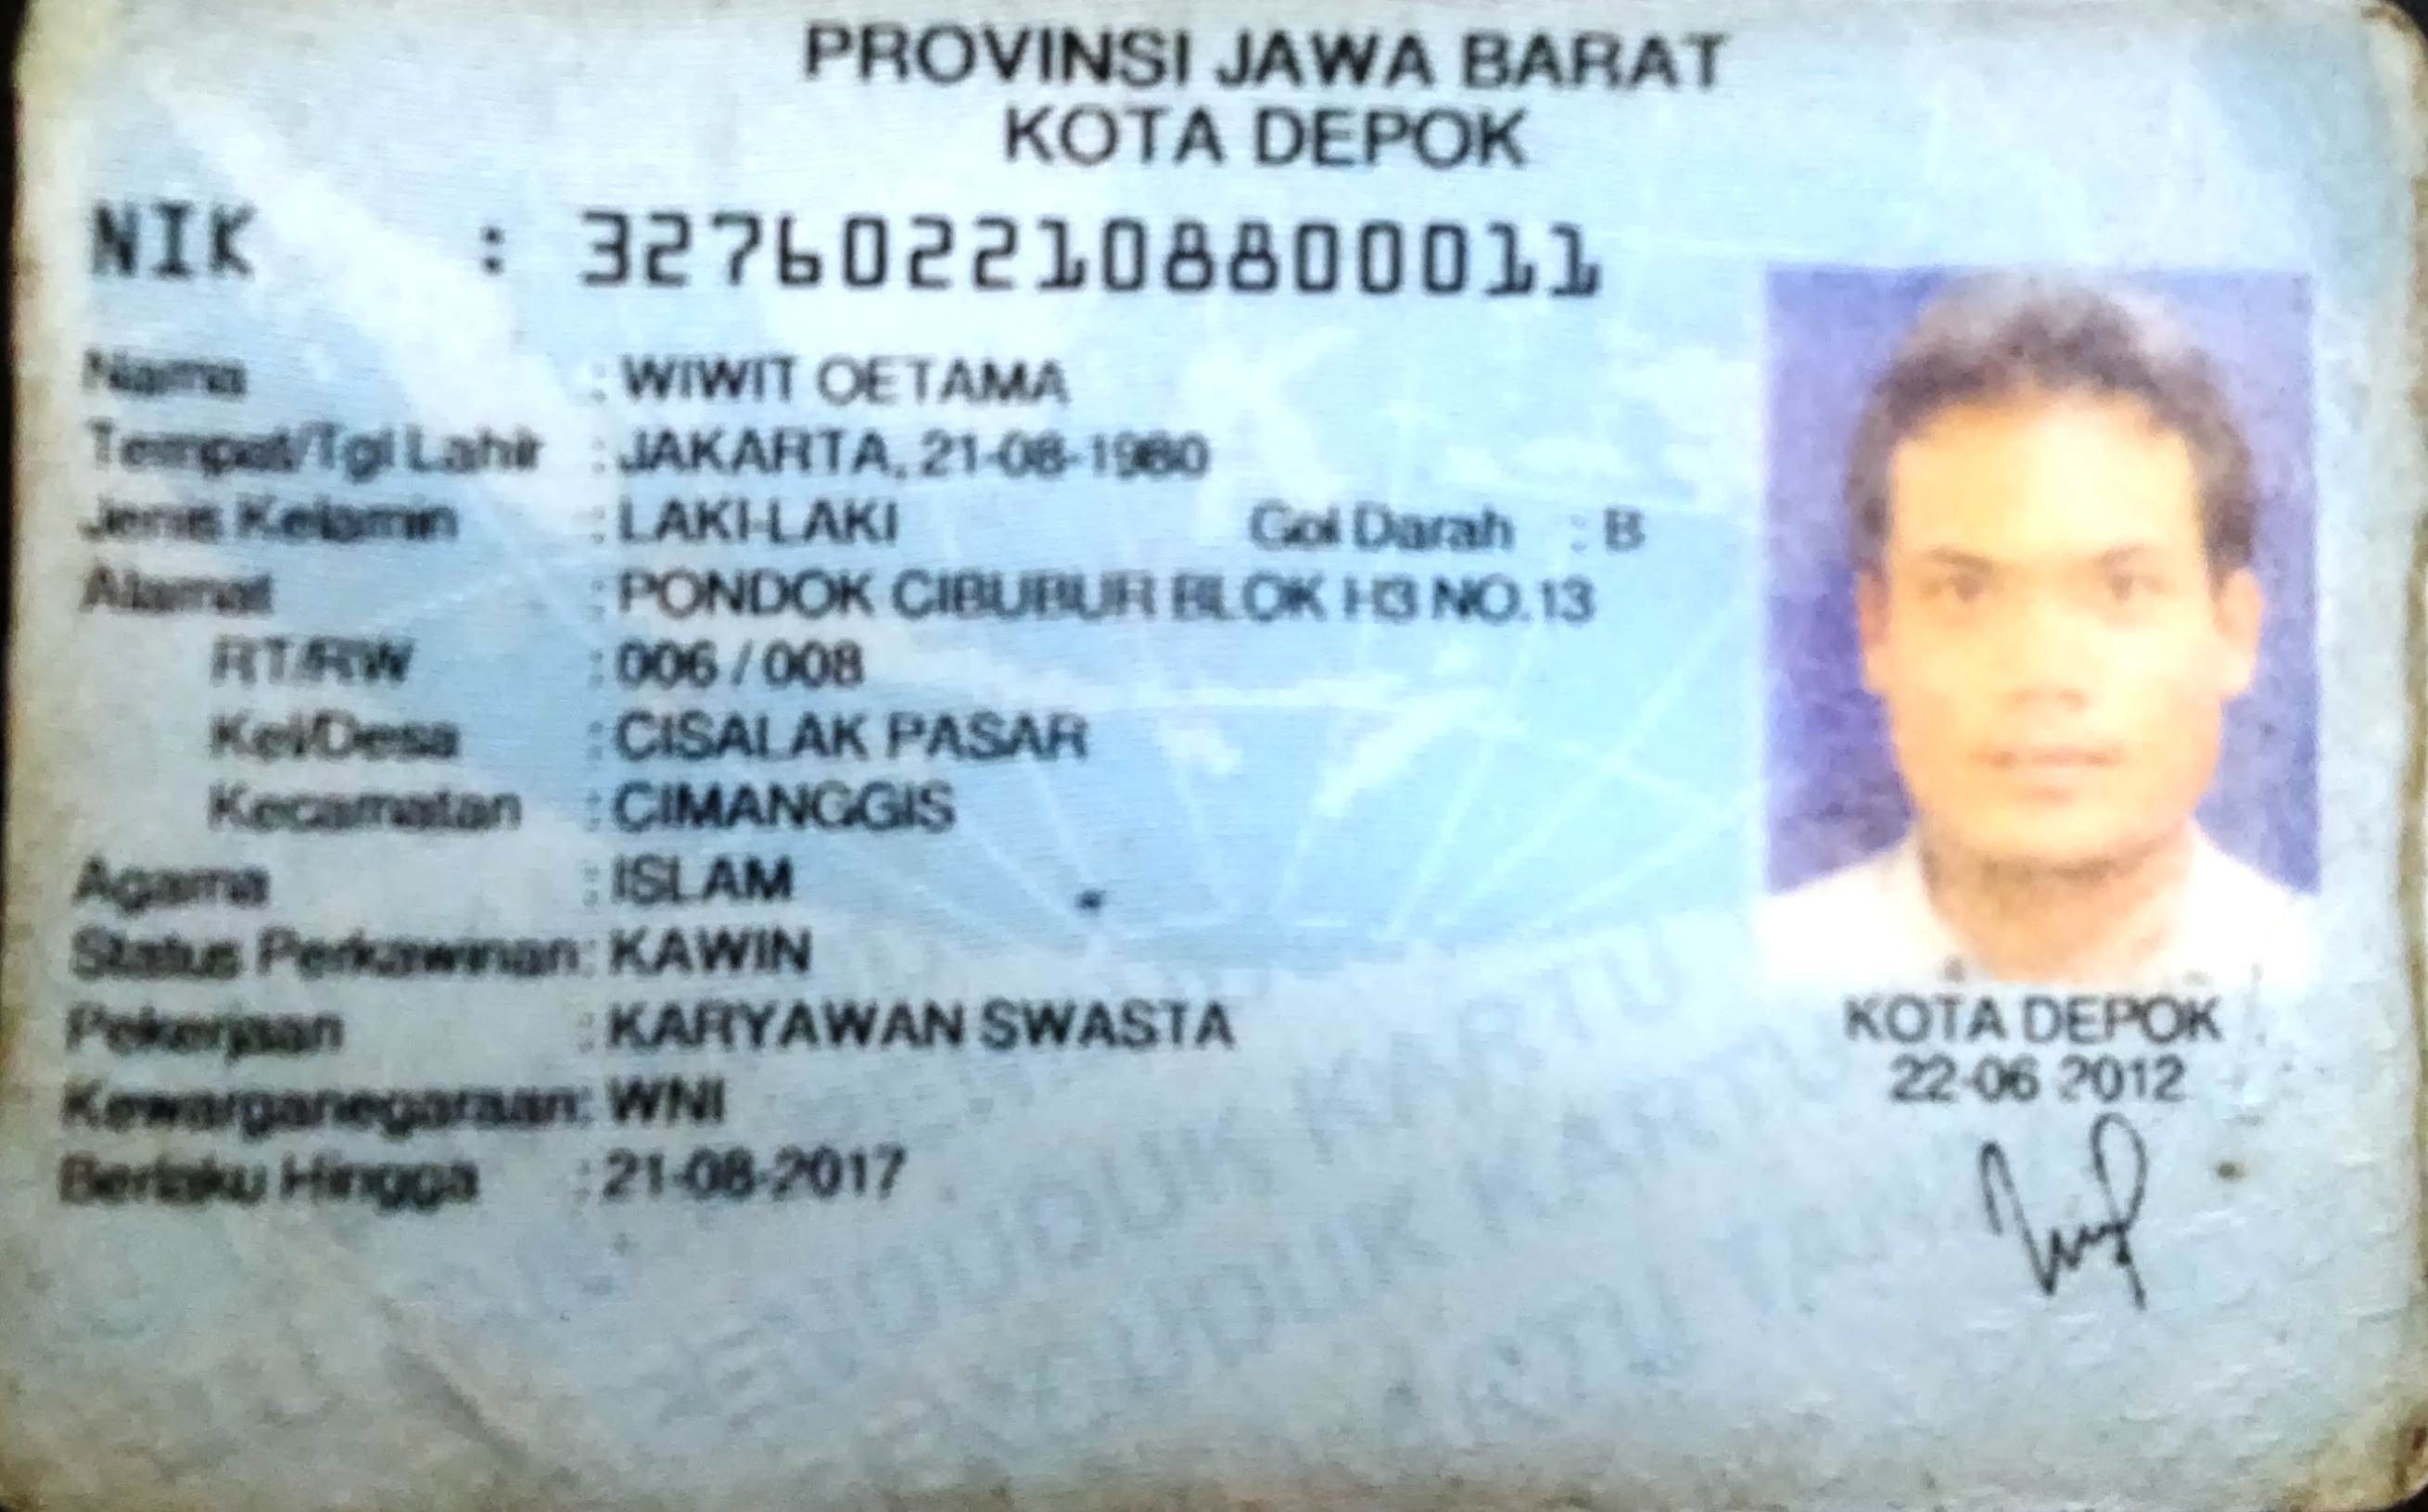 PROVINSI JAWA BARAT
KOTA DEPOK
NIK : 3276022108800011
Nama : WIWIT OETAMA
Tempat/Tgl Lahir : JAKARTA, 21-08-1980
Jenis Kelamin : LAKI-LAKI Gol Darah : B
Alamat : PONDOK CIBUBUR BLOK H3 NO.13
RT/RW : 006 / 008
Kel/Desa : CISALAK PASAR
Kecamatan : CIMANGGIS
Agama : ISLAM
Status Perkawinan : KAWIN
Pekerjaan : KARYAWAN SWASTA
Kewarganegaraan : WNI
Berlaku Hingga : 21-08-2017
KOTA DEPOK
22-06-2012